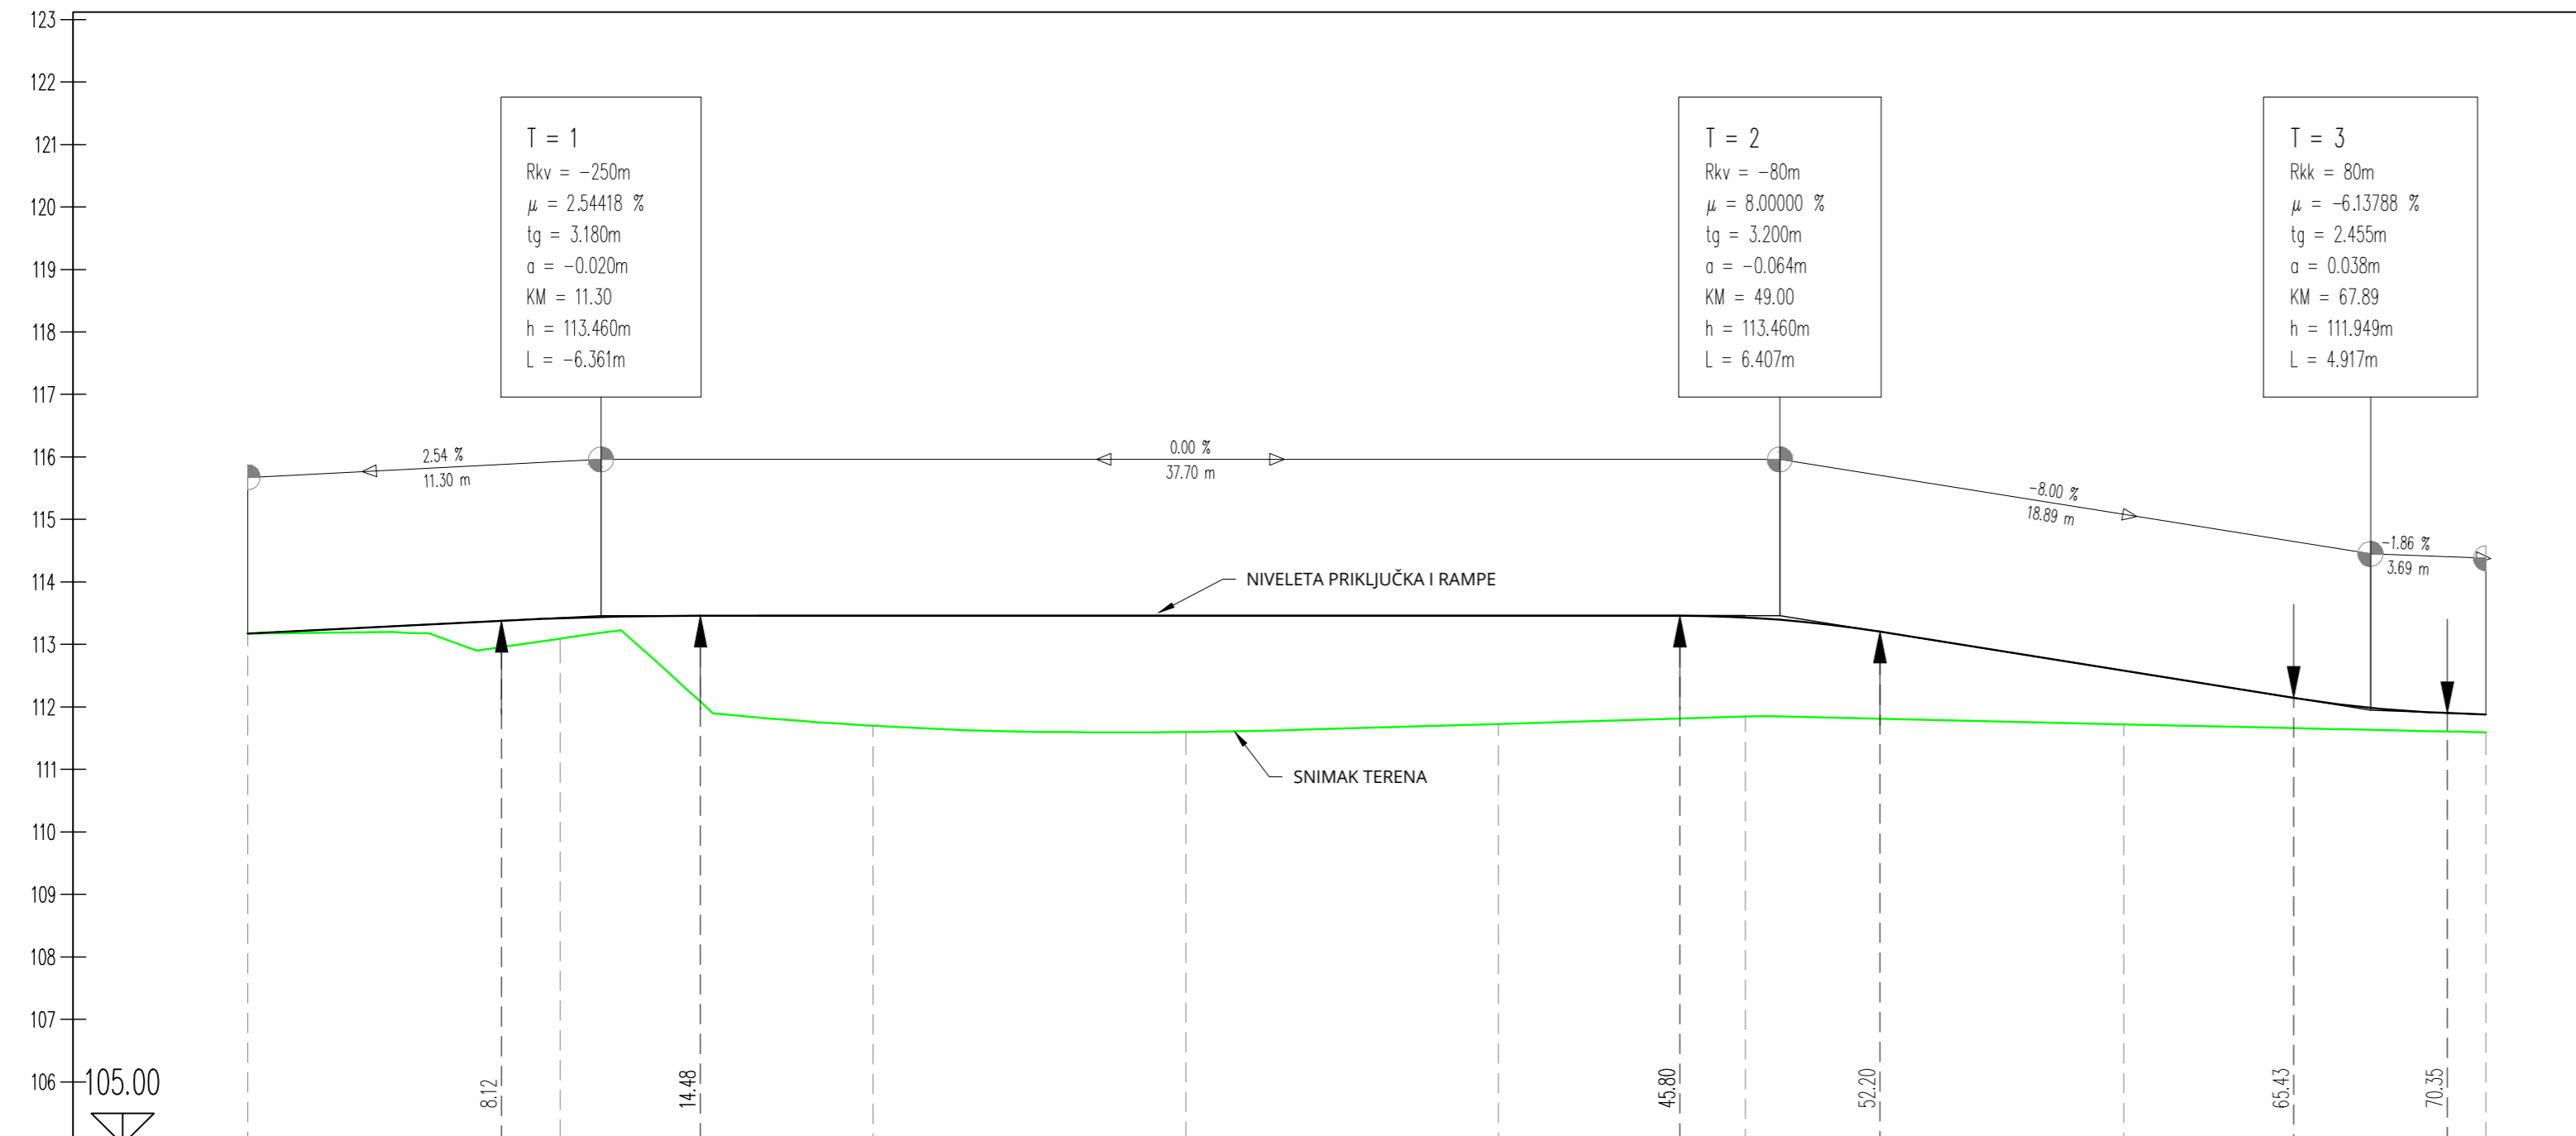 123
122
121
120
119
118
117
116
115
114
113
112
111
110
109
108
107
106
105.00
T = 1
Rkv = -250m
μ = 2.54418 %
tg = 3.180m
a = -0.020m
KM = 11.30
h = 113.460m
L = -6.361m
T = 2
Rkv = -80m
μ = 8.00000 %
tg = 3.200m
a = -0.064m
KM = 49.00
h = 113.460m
L = 6.407m
T = 3
Rkk = 80m
μ = -6.13788 %
tg = 2.455m
a = 0.038m
KM = 67.89
h = 111.949m
L = 4.917m
2.54 %
11.30 m
0.00 %
37.70 m
-8.00 %
18.89 m
-1.86 %
3.69 m
NIVELETA PRIKLJUČKA I RAMPE
SNIMAK TERENA
8.12
14.48
45.80
52.20
65.43
70.35